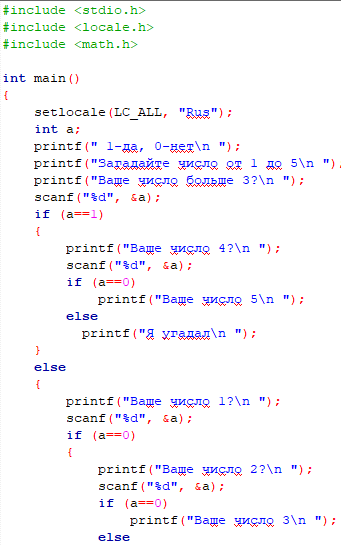 #include <stdio.h>
#include <locale.h>
#include <math.h>
int main()
{
setlocale(LC_ALL, "Rus");
int a;
printf(" 1-да, 0-нет\n ");
printf("Загадайте число от 1 до 5\n ");
printf("Ваше число больше 3?\n ");
scanf("%d", &a);
if (a==1)
{
printf("Ваше число 4?\n ");
scanf("%d", &a);
if (a==0)
printf("Ваше число 5\n ");
else
printf("Я угадал\n ");
}
else
{
printf("Ваше число 1?\n ");
scanf("%d", &a);
if (a==0)
{
printf("Ваше число 2?\n ");
scanf("%d", &a);
if (a==0)
printf("Ваше число 3\n ");
else